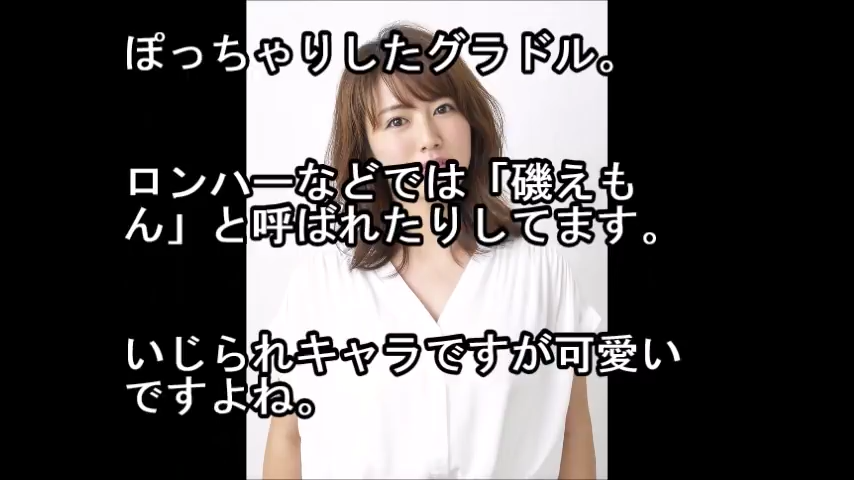 ぽっちゃりしたグラドル。
ロンハーなどでは「磯えも
ん」と呼ばれたりしてます。
いじられキャラですが可愛い
ですよね。